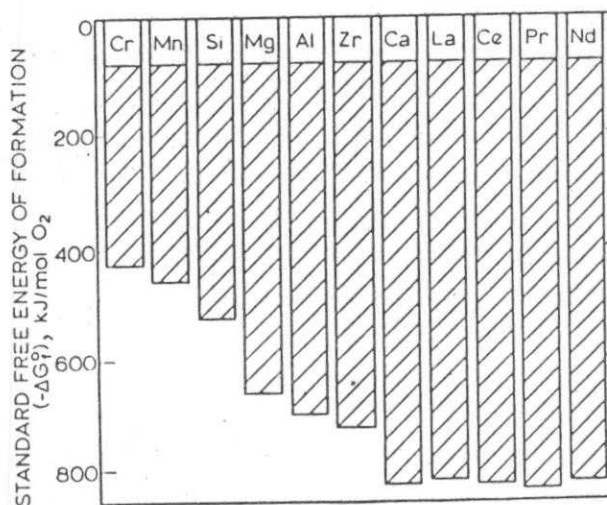 STANDARD FREE ENERGY OF FORMATION
(-ΔG°f), kJ/mol O₂
0
200
400
600
800
Cr Mn Si Mg Al Zr Ca La Ce Pr Nd